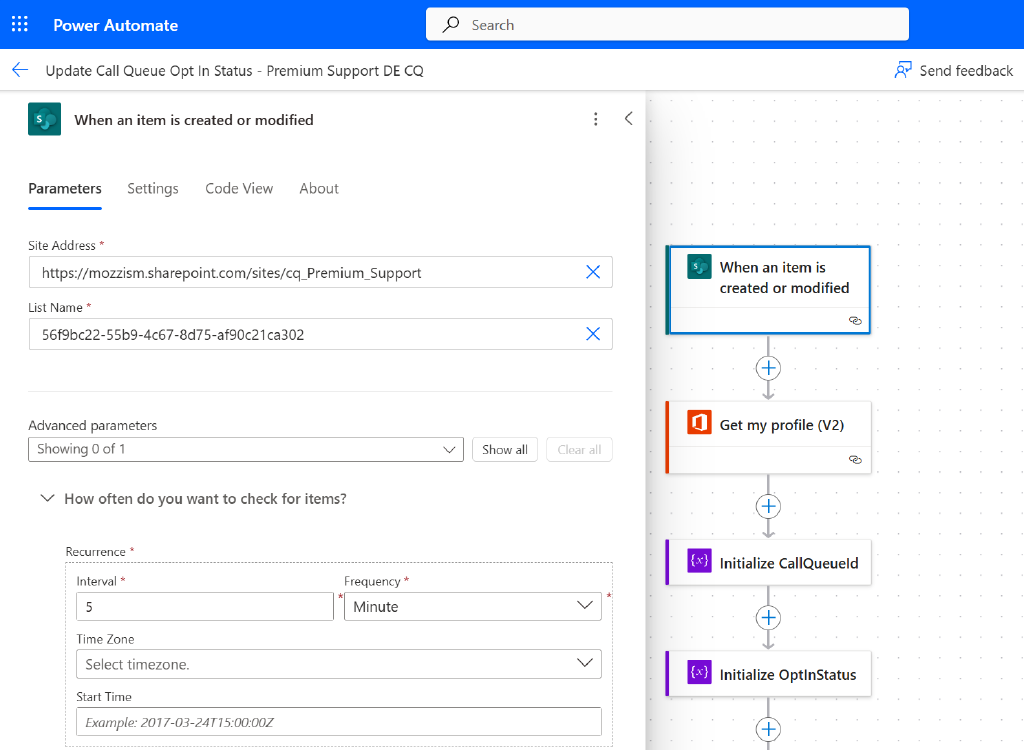 Power Automate
Search
Update Call Queue Opt In Status - Premium Support DE CQ
Send feedback
When an item is created or modified
Parameters
Settings
Code View
About
Site Address *
https://mozzism.sharepoint.com/sites/cq_Premium_Support
List Name *
56f9bc22-55b9-4c67-8d75-af90c21ca302
Advanced parameters
Showing 0 of 1
Show all
Clear all
How often do you want to check for items?
Recurrence *
Interval *
Frequency *
5
*
Minute
*
Time Zone
Select timezone.
Start Time
Example: 2017-03-24T15:00:00Z
When an item is
created or modified
Get my profile (V2)
{x}
Initialize CallQueueId
{x}
Initialize OptInStatus